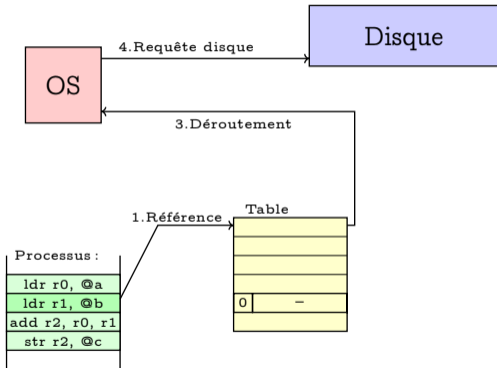 Disque
4.Requête disque
OS
3.Déroutement
Table
1.Référence
Processus :
ldr r0, @a
ldr r1, @b
0 –
add r2, r0, r1
str r2, @c